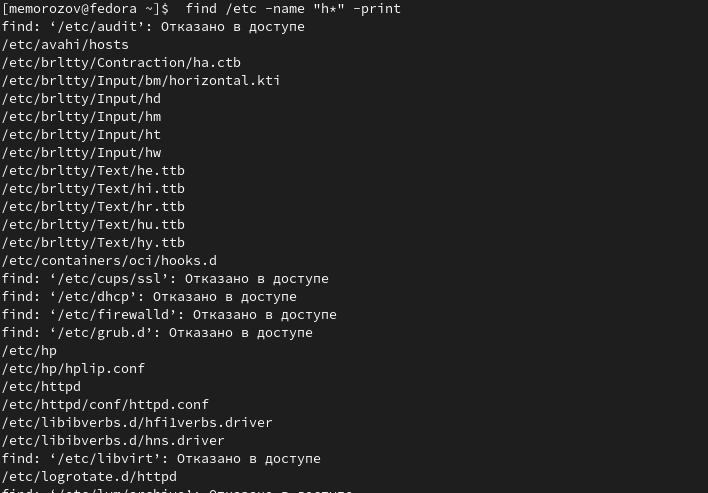 [memorozov@fedora ~]$  find /etc -name "h*" -print
find: ‘/etc/audit’: Отказано в доступе
/etc/avahi/hosts
/etc/brltty/Contraction/ha.ctb
/etc/brltty/Input/bm/horizontal.kti
/etc/brltty/Input/hd
/etc/brltty/Input/hm
/etc/brltty/Input/ht
/etc/brltty/Input/hw
/etc/brltty/Text/he.ttb
/etc/brltty/Text/hi.ttb
/etc/brltty/Text/hr.ttb
/etc/brltty/Text/hu.ttb
/etc/brltty/Text/hy.ttb
/etc/containers/oci/hooks.d
find: ‘/etc/cups/ssl’: Отказано в доступе
find: ‘/etc/dhcp’: Отказано в доступе
find: ‘/etc/firewalld’: Отказано в доступе
find: ‘/etc/grub.d’: Отказано в доступе
/etc/hp
/etc/hp/hplip.conf
/etc/httpd
/etc/httpd/conf/httpd.conf
/etc/libibverbs.d/hfi1verbs.driver
/etc/libibverbs.d/hns.driver
find: ‘/etc/libvirt’: Отказано в доступе
/etc/logrotate.d/httpd